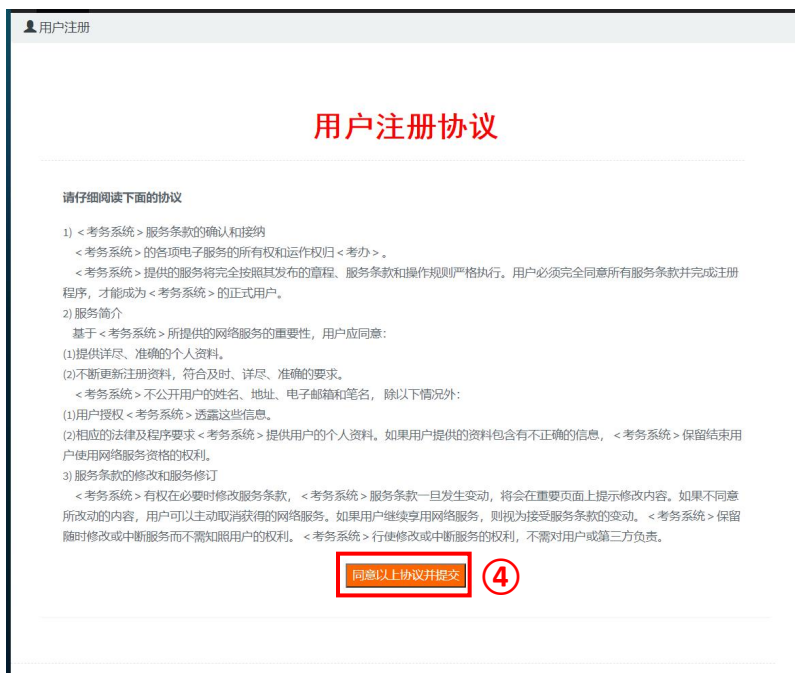 用户注册
用户注册协议
请仔细阅读下面的协议
1) <考务系统>服务条款的确认和接纳
<考务系统>的各项电子服务的所有权和运作权归<考办>。
<考务系统>提供的服务将完全按照其发布的章程、服务条款和操作规则严格执行。用户必须完全同意所有服务条款并完成注册
程序，才能成为<考务系统>的正式用户。
2) 服务简介
基于<考务系统>所提供的网络服务的重要性，用户应同意：
(1)提供详尽、准确的个人资料。
(2)不断更新注册资料，符合及时、详尽、准确的要求。
<考务系统>不公开用户的姓名、地址、电子邮箱和笔名， 除以下情况外：
(1)用户授权<考务系统>透露这些信息。
(2)相应的法律及程序要求<考务系统>提供用户的个人资料。如果用户提供的资料包含有不正确的信息，<考务系统>保留结束用
户使用网络服务资格的权利。
3) 服务条款的修改和服务修订
<考务系统>有权在必要时修改服务条款，<考务系统>服务条款一旦发生变动，将会在重要页面上提示修改内容。如果不同意
所改动的内容，用户可以主动取消获得的网络服务。如果用户继续享用网络服务，则视为接受服务条款的变动。<考务系统>保留
随时修改或中断服务而不需知照用户的权利。<考务系统>行使修改或中断服务的权利，不需对用户或第三方负责。
同意以上协议并提交 ④